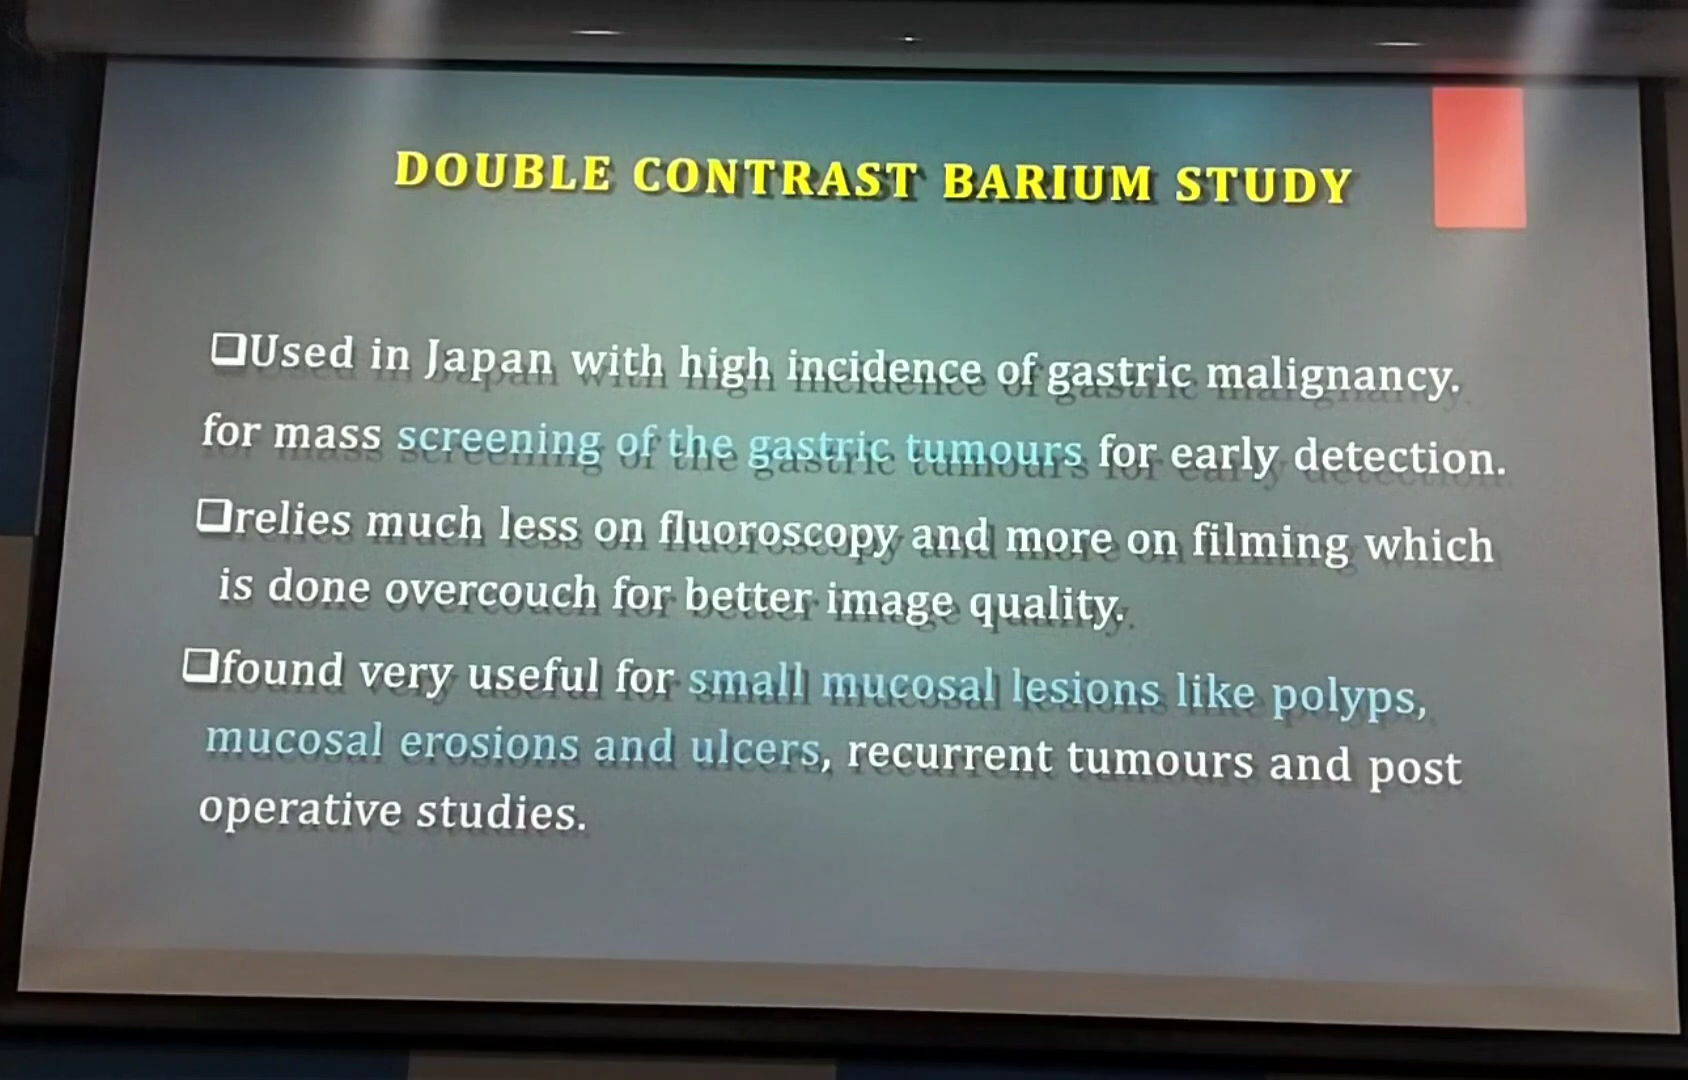 DOUBLE CONTRAST BARIUM STUDY
❑Used in Japan with high incidence of gastric malignancy.
for mass screening of the gastric tumours for early detection.
❑relies much less on fluoroscopy and more on filming which
is done overcouch for better image quality.
❑found very useful for small mucosal lesions like polyps,
mucosal erosions and ulcers, recurrent tumours and post
operative studies.